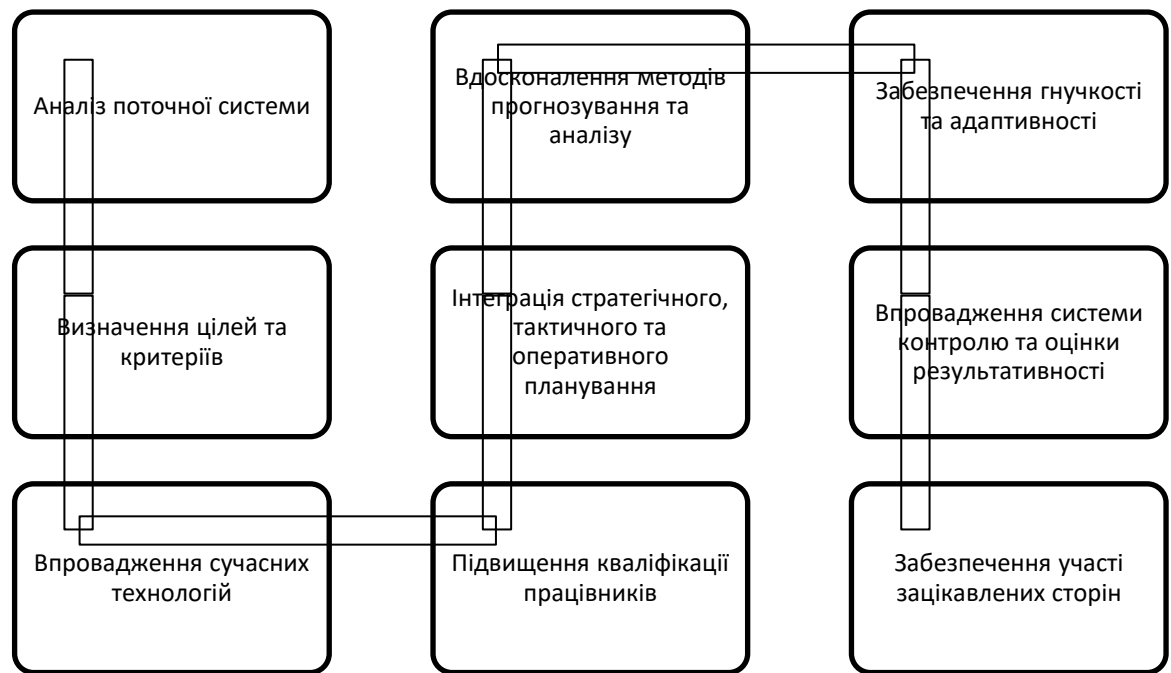 Аналіз поточної системи
Визначення цілей та
критеріїв
Впровадження сучасних
технологій
Підвищення кваліфікації
працівників
Інтеграція стратегічного,
тактичного та
оперативного
планування
Вдосконалення методів
прогнозування та
аналізу
Забезпечення гнучкості
та адаптивності
Впровадження системи
контролю та оцінки
результативності
Забезпечення участі
зацікавлених сторін